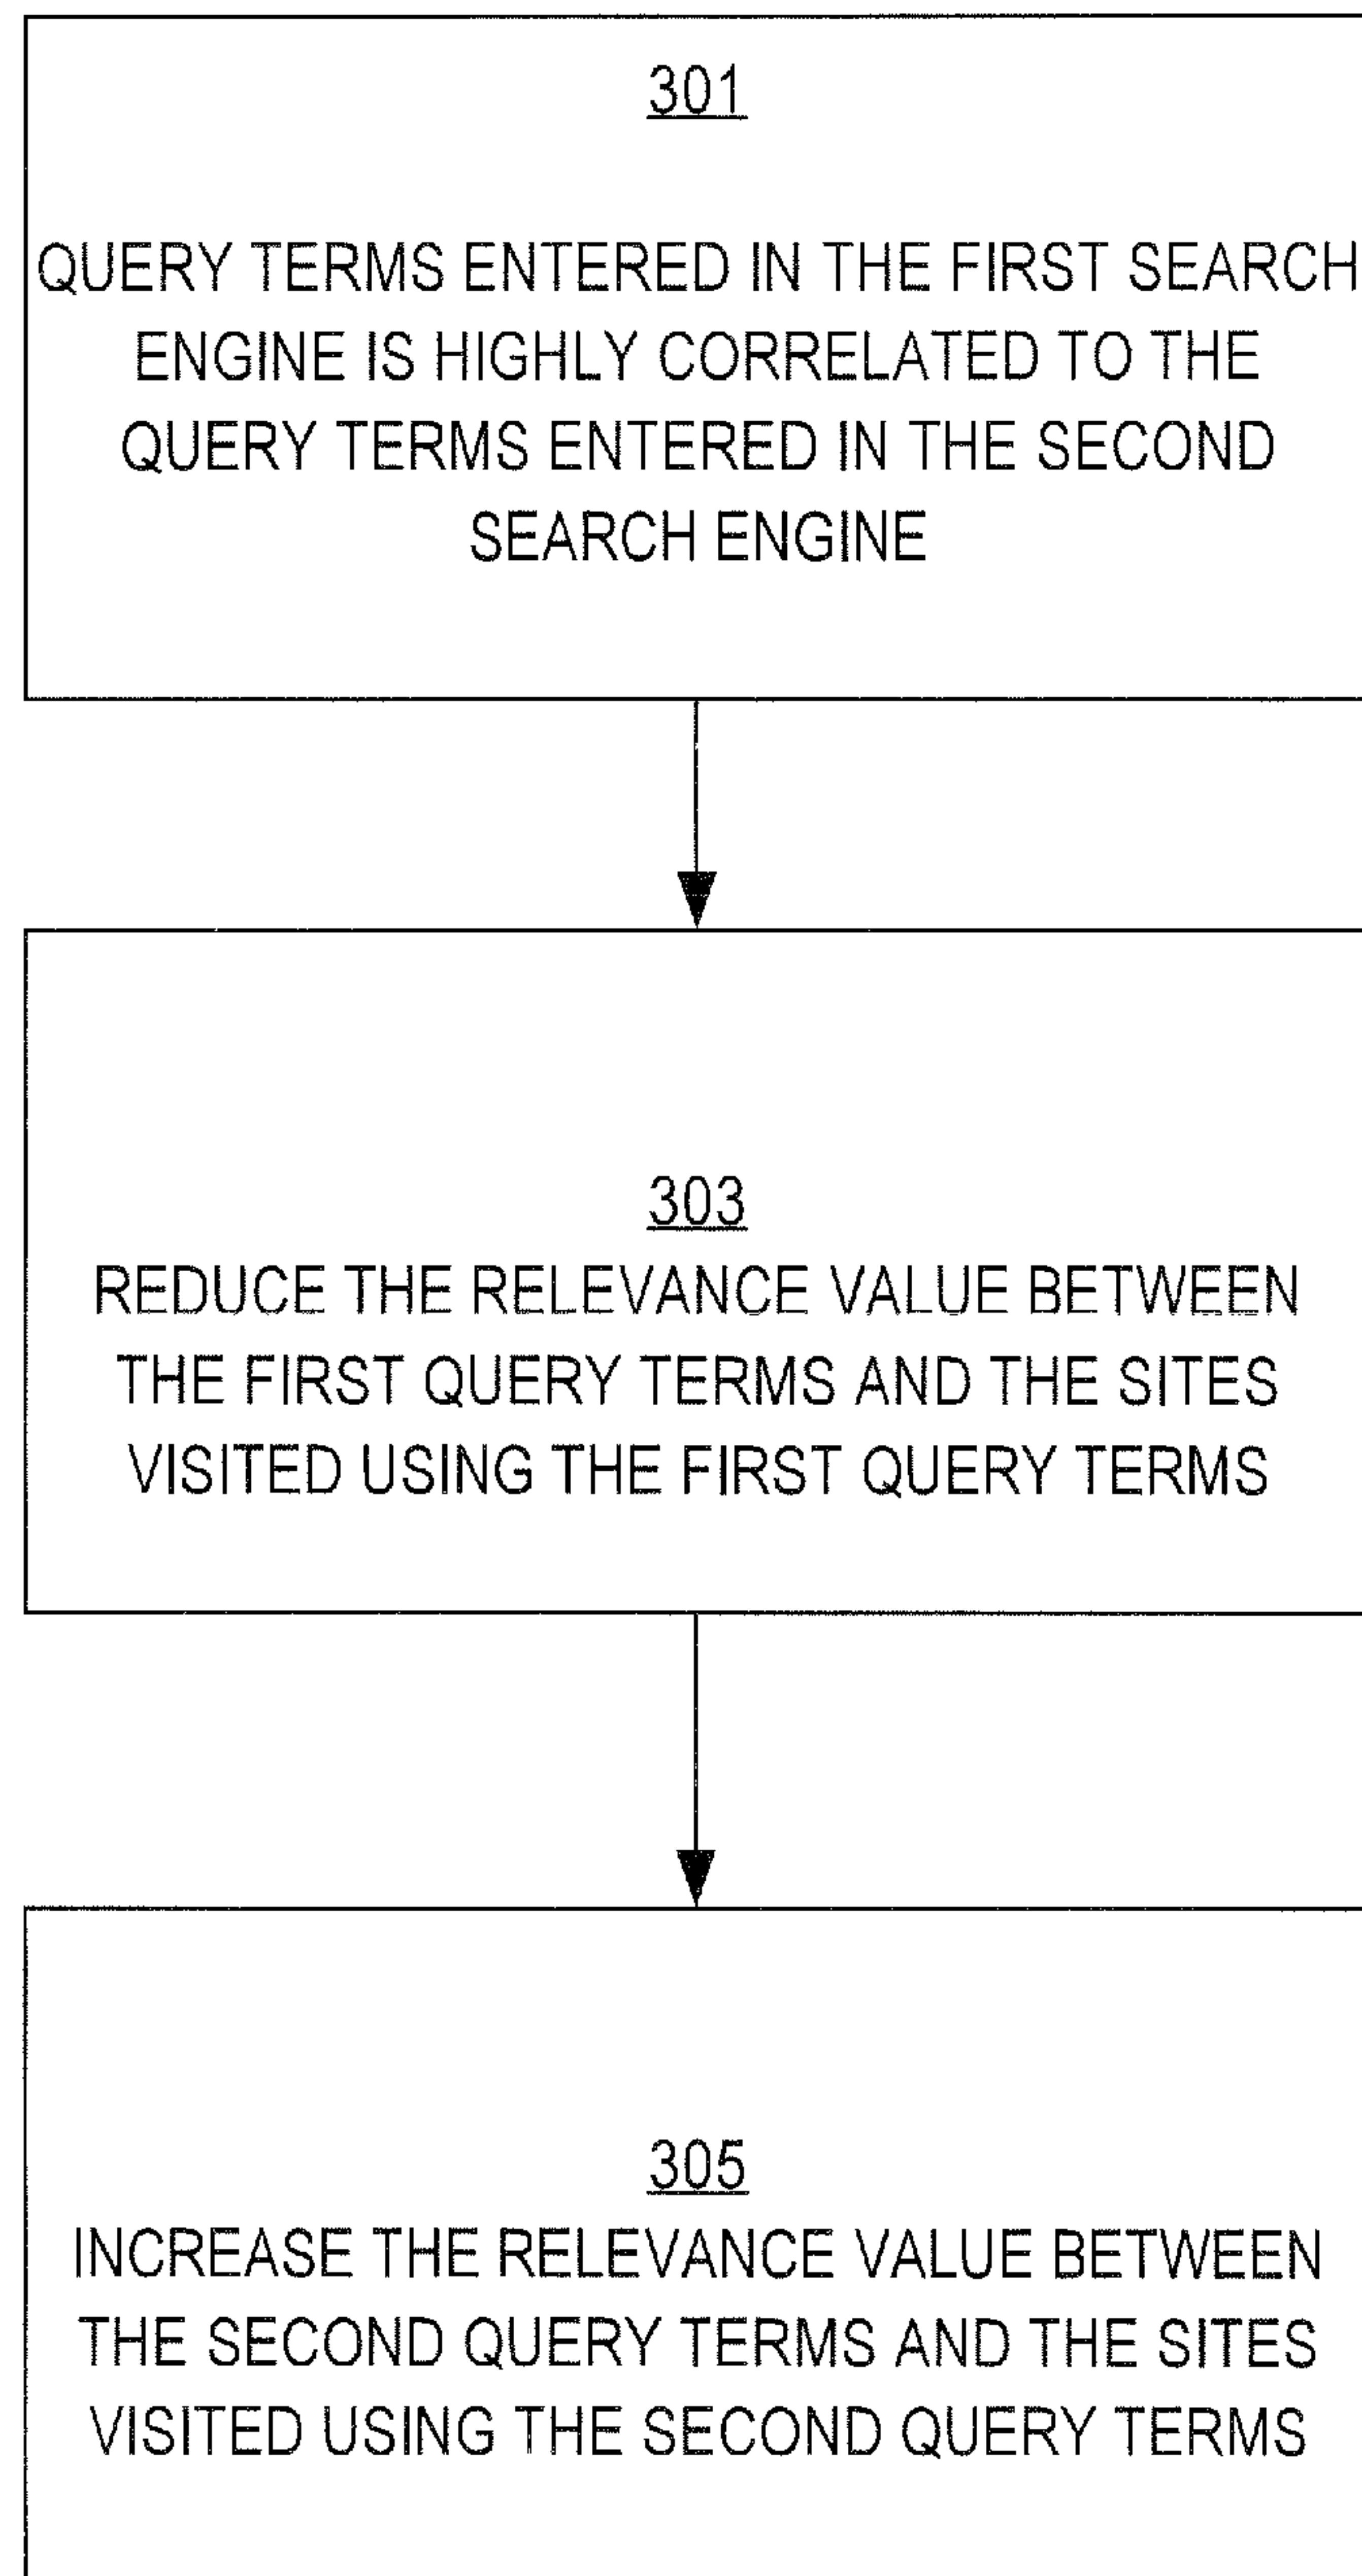 301
QUERY TERMS ENTERED IN THE FIRST SEARCH
ENGINE IS HIGHLY CORRELATED TO THE
QUERY TERMS ENTERED IN THE SECOND
SEARCH ENGINE
303
REDUCE THE RELEVANCE VALUE BETWEEN
THE FIRST QUERY TERMS AND THE SITES
VISITED USING THE FIRST QUERY TERMS
305
INCREASE THE RELEVANCE VALUE BETWEEN
THE SECOND QUERY TERMS AND THE SITES
VISITED USING THE SECOND QUERY TERMS